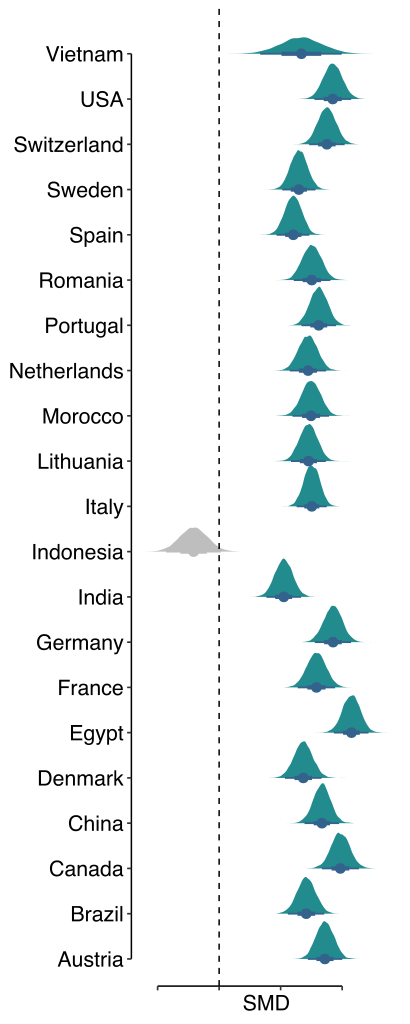 Vietnam
USA
Switzerland
Sweden
Spain
Romania
Portugal
Netherlands
Morocco
Lithuania
Italy
Indonesia
India
Germany
France
Egypt
Denmark
China
Canada
Brazil
Austria
SMD